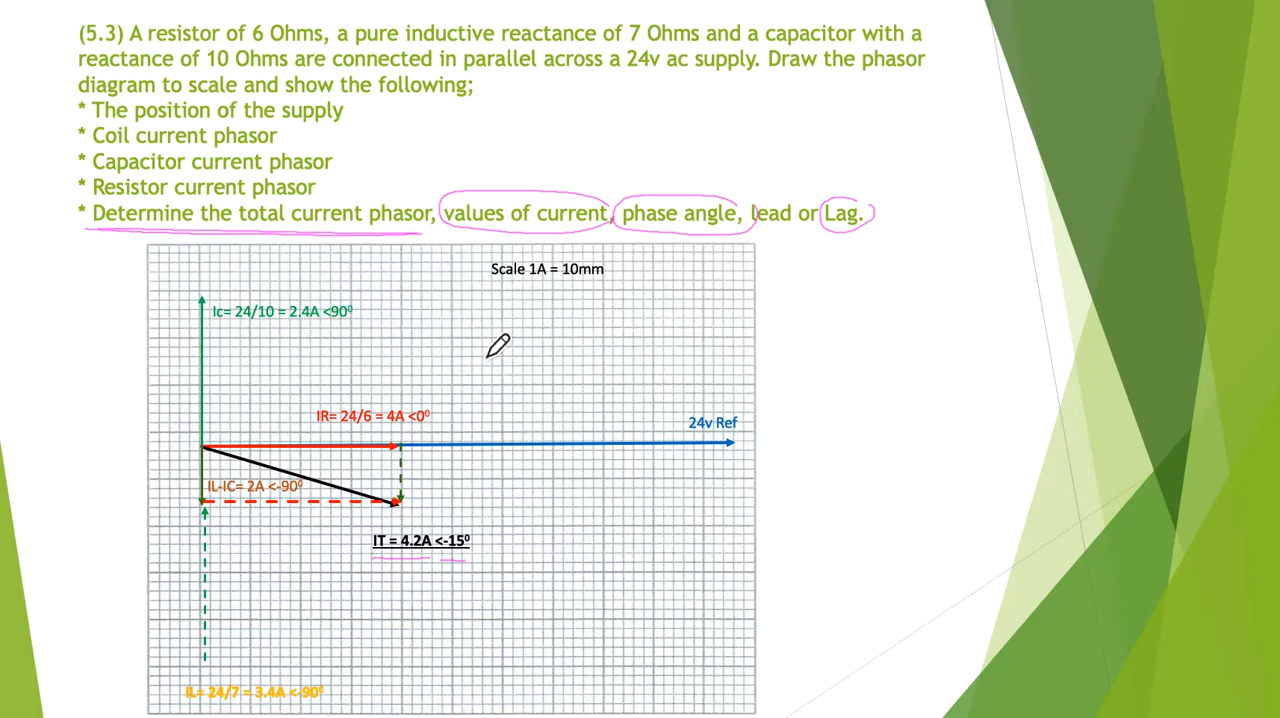 (5.3) A resistor of 6 Ohms, a pure inductive reactance of 7 Ohms and a capacitor with a
reactance of 10 Ohms are connected in parallel across a 24v ac supply. Draw the phasor
diagram to scale and show the following;
* The position of the supply
* Coil current phasor
* Capacitor current phasor
* Resistor current phasor
* Determine the total current phasor, values of current, phase angle, lead or Lag.
Scale 1A = 10mm
Ic= 24/10 = 2.4A <90⁰
IR= 24/6 = 4A <0⁰
24v Ref
IL-IC= 2A <-90⁰
IT = 4.2A <-15⁰
IL= 24/7 = 3.4A <-90⁰